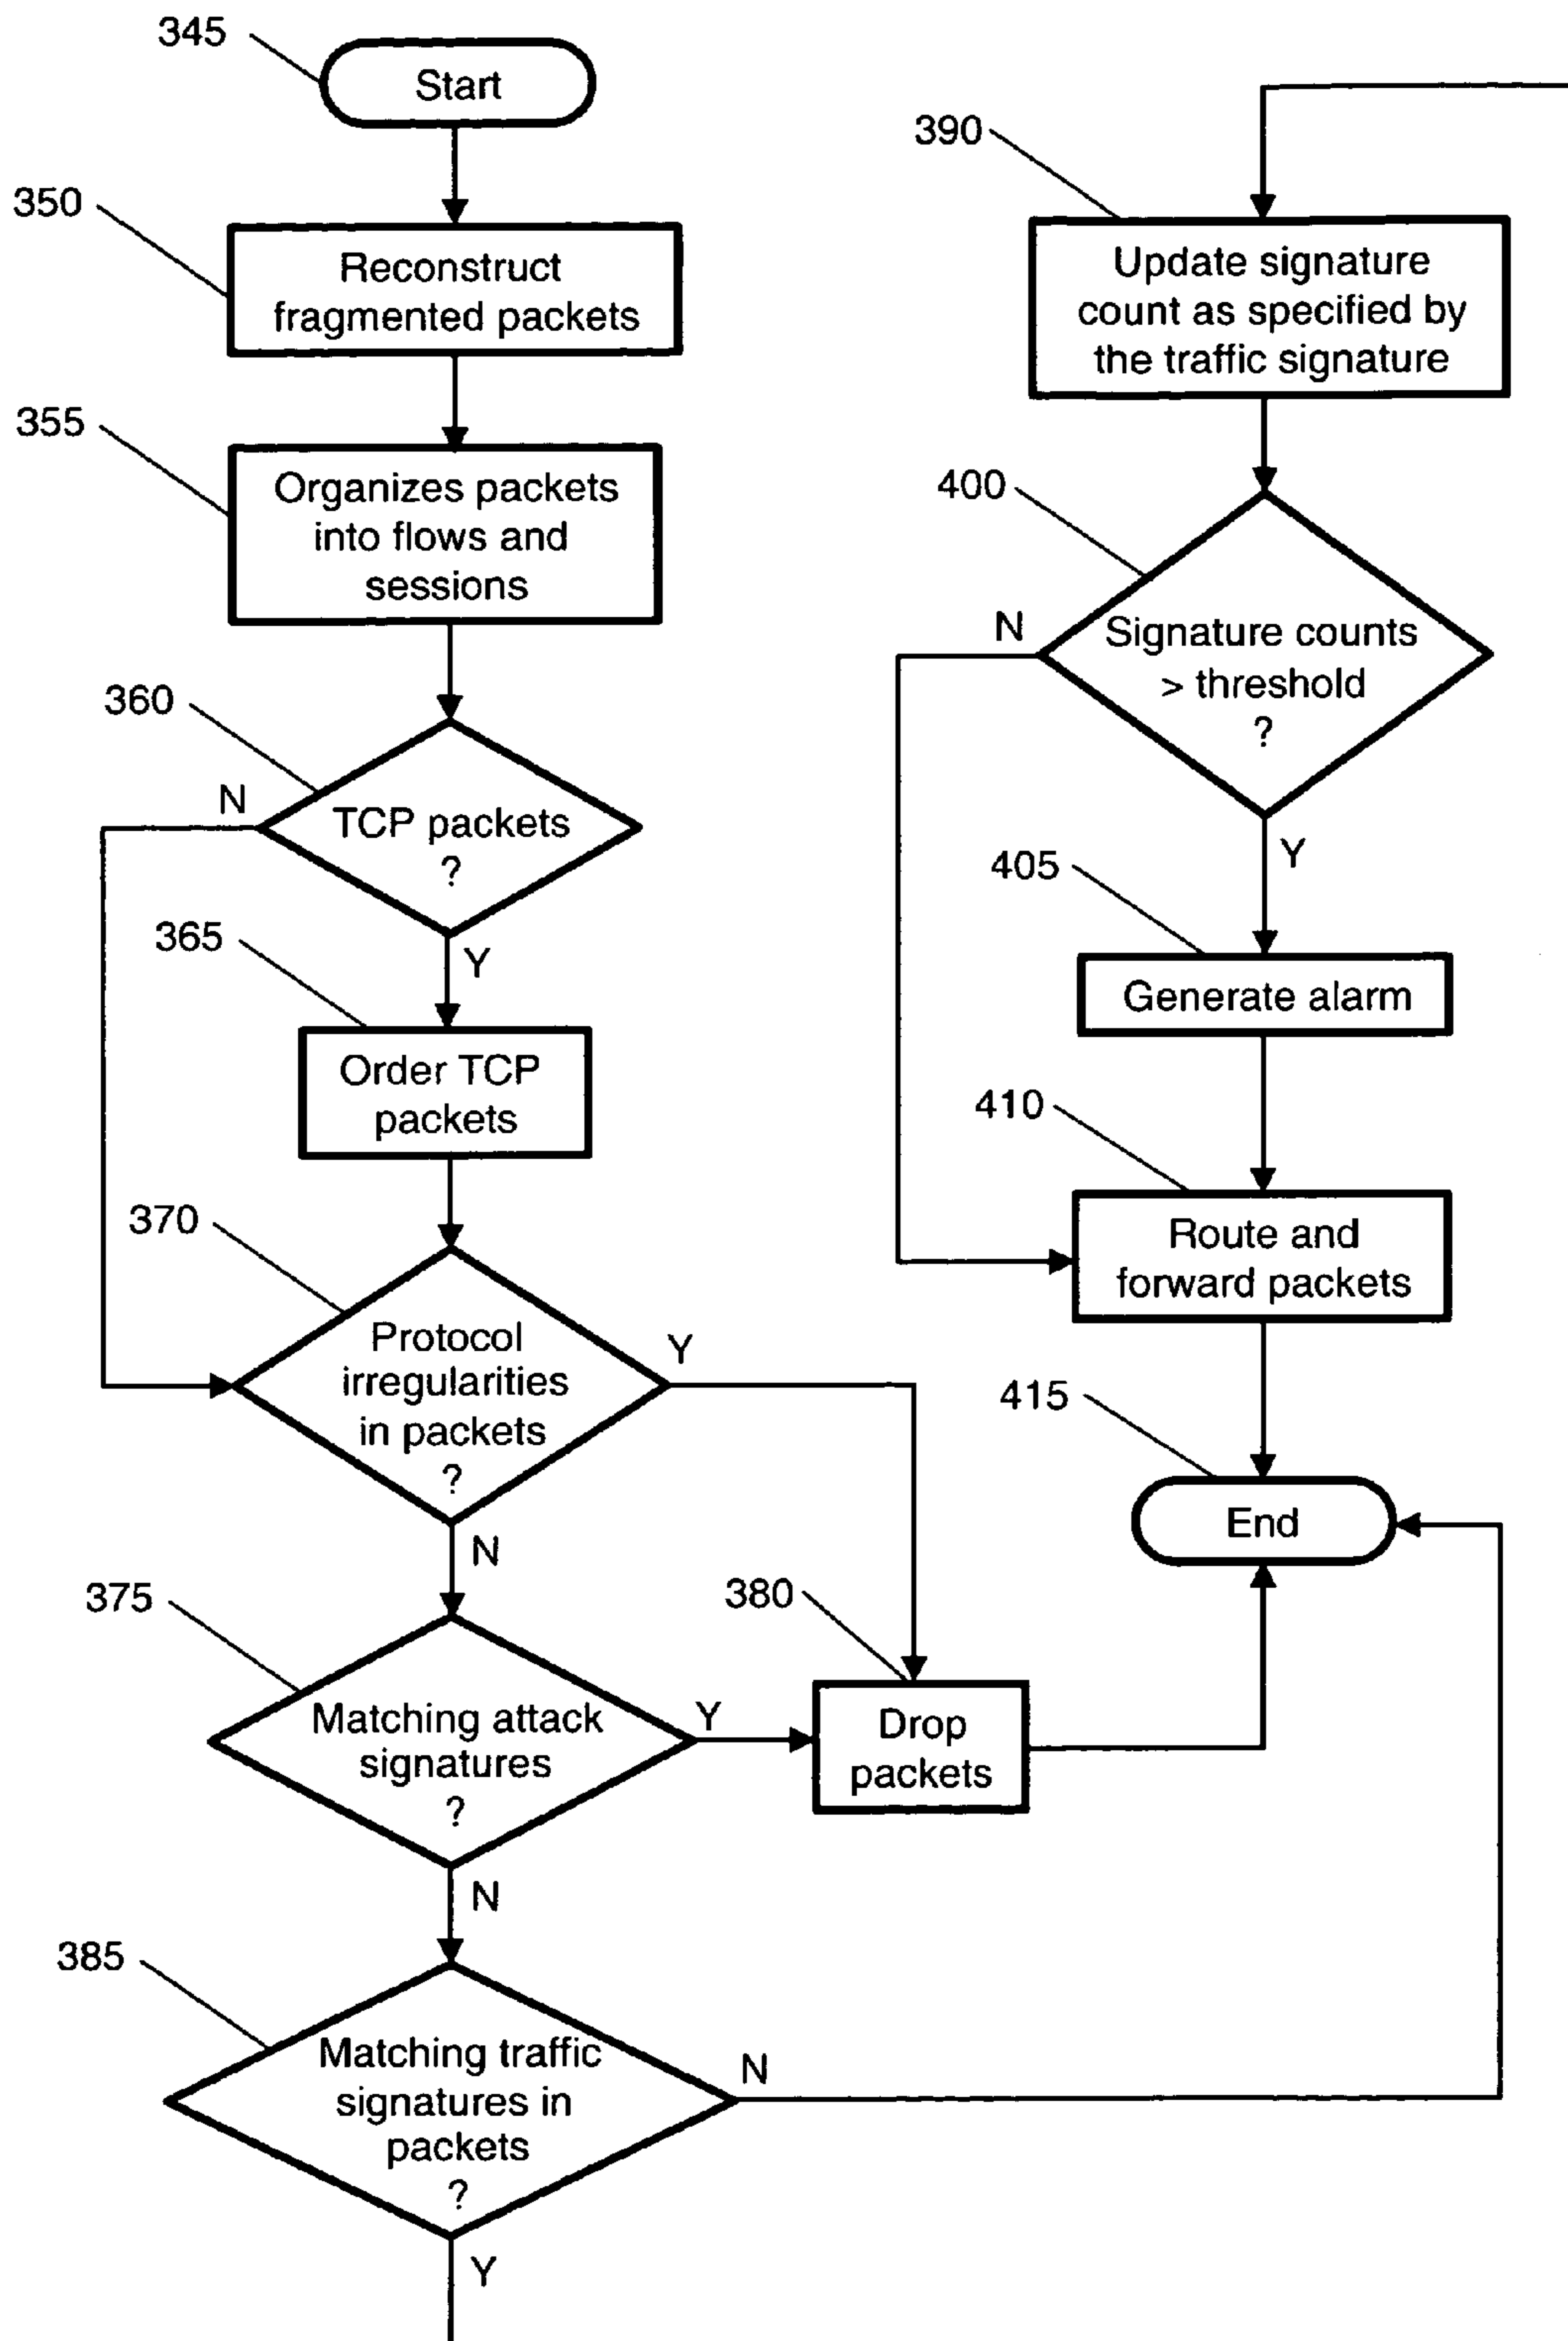 345
Start
350
Reconstruct
fragmented packets
355
Organizes packets
into flows and
sessions
360
N
TCP packets
?
Y
365
Order TCP
packets
370
Protocol
irregularities
in packets
?
Y
N
375
Matching attack
signatures
?
Y
N
380
Drop
packets
385
Matching traffic
signatures in
packets
?
N
Y
390
Update signature
count as specified by
the traffic signature
400
N
Signature counts
> threshold
?
Y
405
Generate alarm
410
Route and
forward packets
415
End